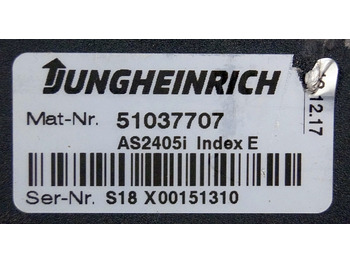 JUNGHEINRICH
Mat-Nr. 51037707
AS2405i Index E
Ser-Nr. S18 X00151310
12.17